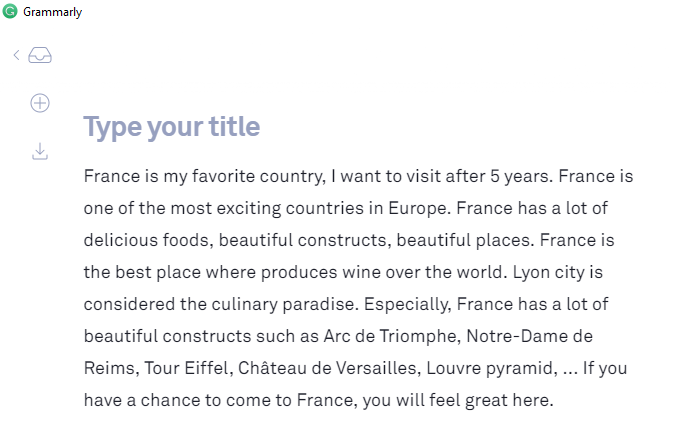 Grammarly
Type your title
France is my favorite country, I want to visit after 5 years. France is
one of the most exciting countries in Europe. France has a lot of
delicious foods, beautiful constructs, beautiful places. France is
the best place where produces wine over the world. Lyon city is
considered the culinary paradise. Especially, France has a lot of
beautiful constructs such as Arc de Triomphe, Notre-Dame de
Reims, Tour Eiffel, Château de Versailles, Louvre pyramid, ... If you
have a chance to come to France, you will feel great here.